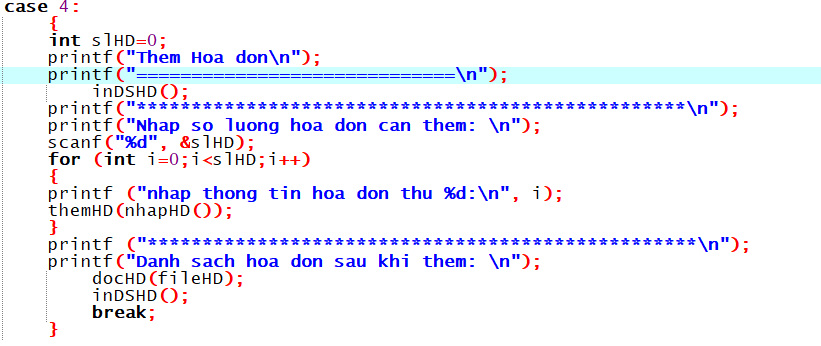 case 4:
{
int slHD=0;
printf("Them Hoa don\n");
printf("=============================\n");
inDSHD();
printf("**************************************************\n");
printf("Nhap so luong hoa don can them: \n");
scanf("%d", &slHD);
for (int i=0;i<slHD;i++)
{
printf ("nhap thong tin hoa don thu %d:\n", i);
themHD(nhapHD());
}
printf ("**************************************************\n");
printf("Danh sach hoa don sau khi them: \n");
docHD(fileHD);
inDSHD();
break;
}